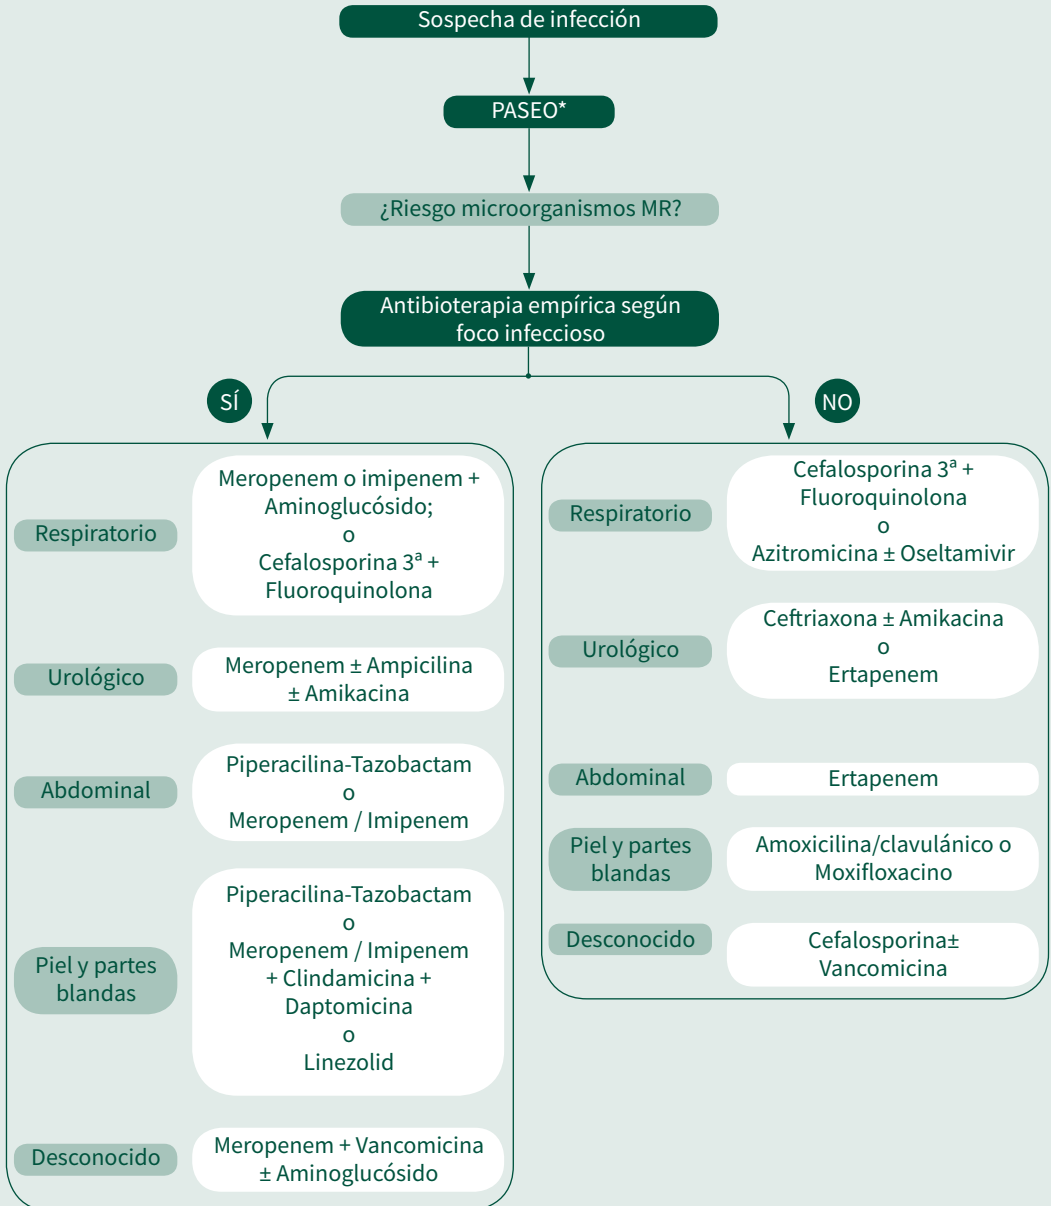 Sospecha de infección
PASEO*
¿Riesgo microorganismos MR?
Antibioterapia empírica según
foco infeccioso
SÍ
Respiratorio
Meropenem o imipenem +
Aminoglucósido;
o
Cefalosporina 3ª +
Fluoroquinolona
Urológico
Meropenem ± Ampicilina
± Amikacina
Abdominal
Piperacilina-Tazobactam
o
Meropenem / Imipenem
Piel y partes
blandas
Piperacilina-Tazobactam
o
Meropenem / Imipenem
+ Clindamicina +
Daptomicina
o
Linezolid
Desconocido
Meropenem + Vancomicina
± Aminoglucósido
NO
Respiratorio
Cefalosporina 3ª +
Fluoroquinolona
o
Azitromicina ± Oseltamivir
Urológico
Ceftriaxona ± Amikacina
o
Ertapenem
Abdominal
Ertapenem
Piel y partes
blandas
Amoxicilina/clavulánico o
Moxifloxacino
Desconocido
Cefalosporina±
Vancomicina